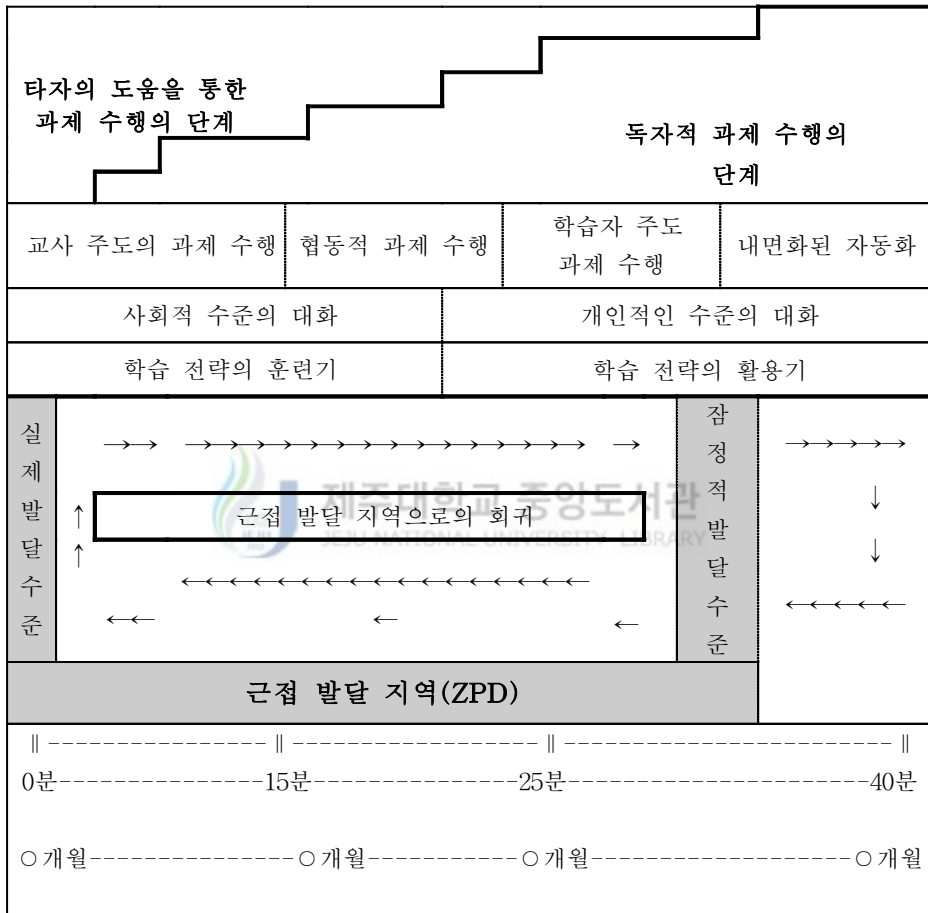 타자의 도움을 통한
과제 수행의 단계
독자적 과제 수행의
단계
교사 주도의 과제 수행
협동적 과제 수행
학습자 주도
과제 수행
내면화된 자동화
사회적 수준의 대화
개인적인 수준의 대화
학습 전략의 훈련기
학습 전략의 활용기
실제발달수준
→→ →→→→→→→→→→→→→→→→→ →
잠정적발달수준
→→→→→
↓
↓
←←←←←
↑
↑
근접 발달 지역으로의 회귀
제주대학교 중앙도서관
JEJU NATIONAL UNIVERSITY LIBRARY
JEJU
1952
←←←←←←←←←←←←←←←←←
←← ← ←
근접 발달 지역(ZPD)
‖ ---------------- ‖ ------------------ ‖ ------------------------ ‖
0분----------------15분----------------25분----------------------40분
○개월---------------○개월------------○개월-------------------○개월